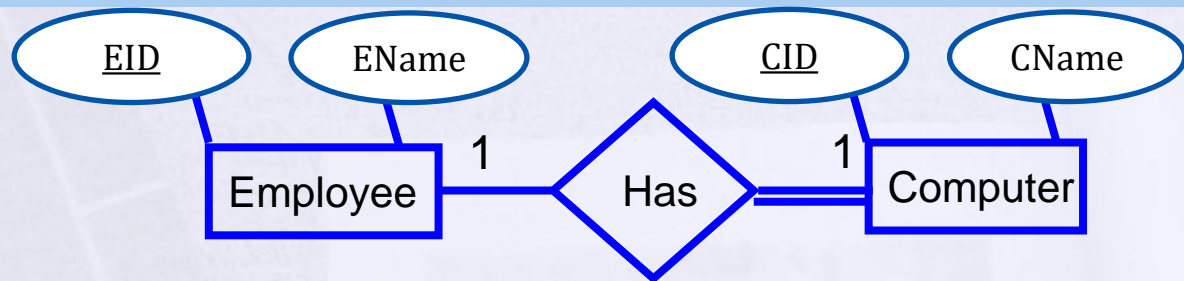 EID EName CID CName
1 1
Employee Has Computer